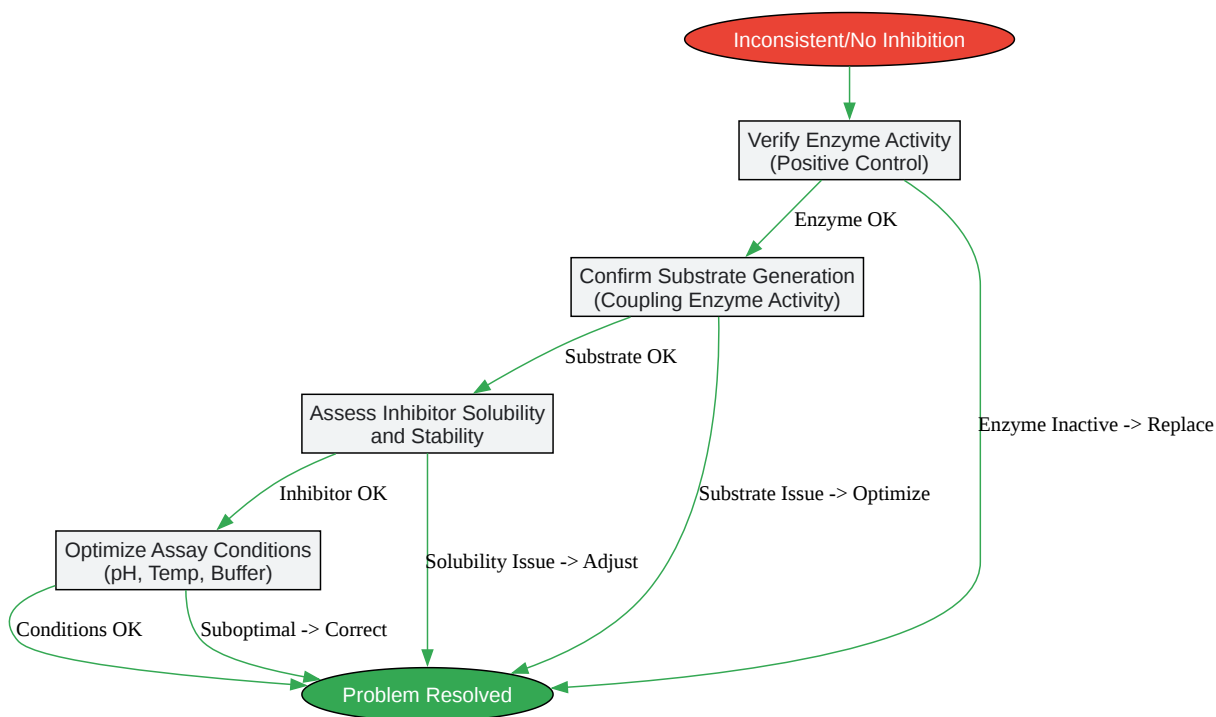 Inconsistent/No Inhibition
Verify Enzyme Activity
(Positive Control)
Enzyme OK
Confirm Substrate Generation
(Coupling Enzyme Activity)
Substrate OK
Assess Inhibitor Solubility
and Stability
Enzyme Inactive -> Replace
Inhibitor OK
Substrate Issue -> Optimize
Optimize Assay Conditions
(pH, Temp, Buffer)
Solubility Issue -> Adjust
Conditions OK
Suboptimal -> Correct
Problem Resolved